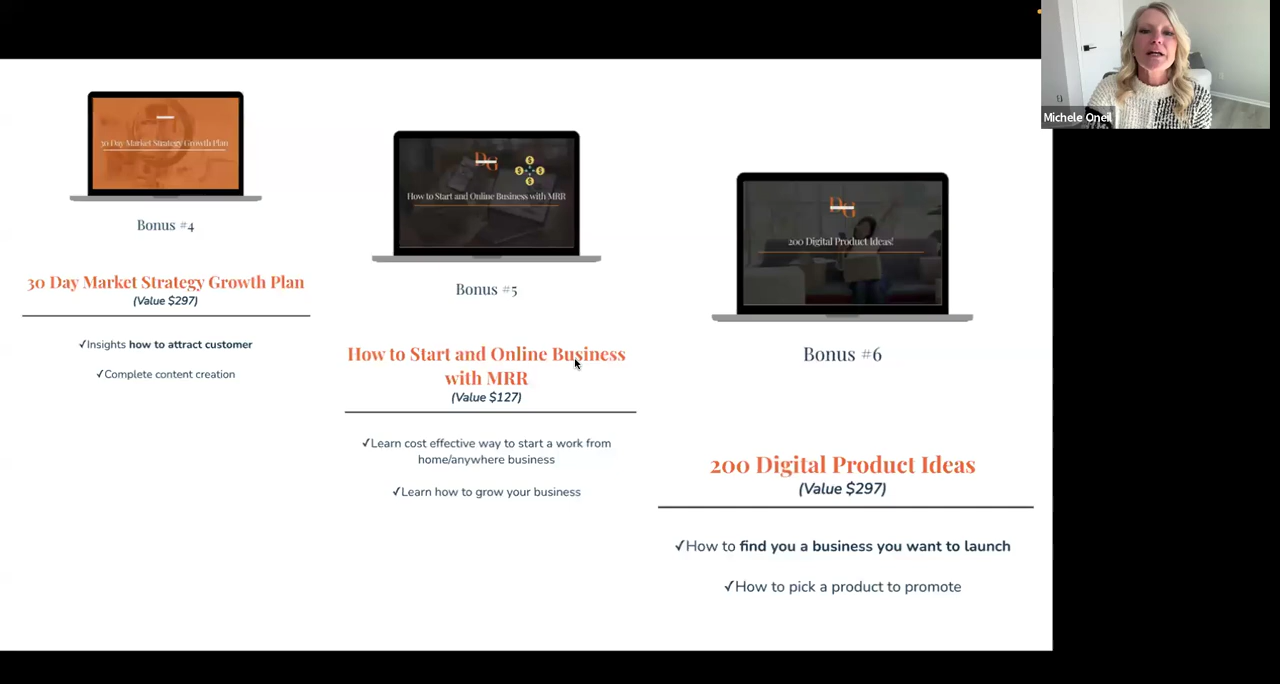 30 Day Market Strategy Growth Plan
Bonus #4
30 Day Market Strategy Growth Plan
(Value $297)
✓Insights how to attract customer
✓Complete content creation
DG
How to Start and Online Business with MRR
Bonus #5
How to Start and Online Business
with MRR
(Value $127)
✓Learn cost effective way to start a work from
home/anywhere business
✓Learn how to grow your business
DG
200 Digital Product Ideas!
Bonus #6
200 Digital Product Ideas
(Value $297)
✓How to find you a business you want to launch
✓How to pick a product to promote
Michele Oneil